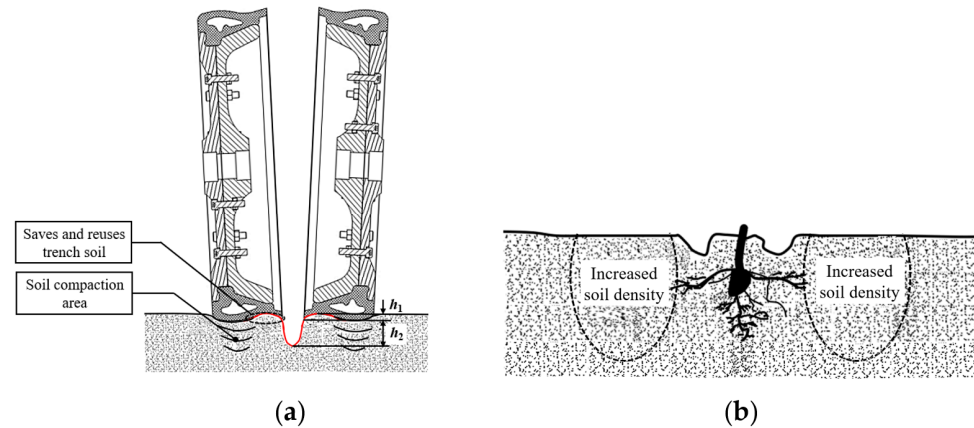 Saves and reuses
trench soil
Soil compaction
area
h1
h2
Increased
soil density
Increased
soil density
(a)
(b)